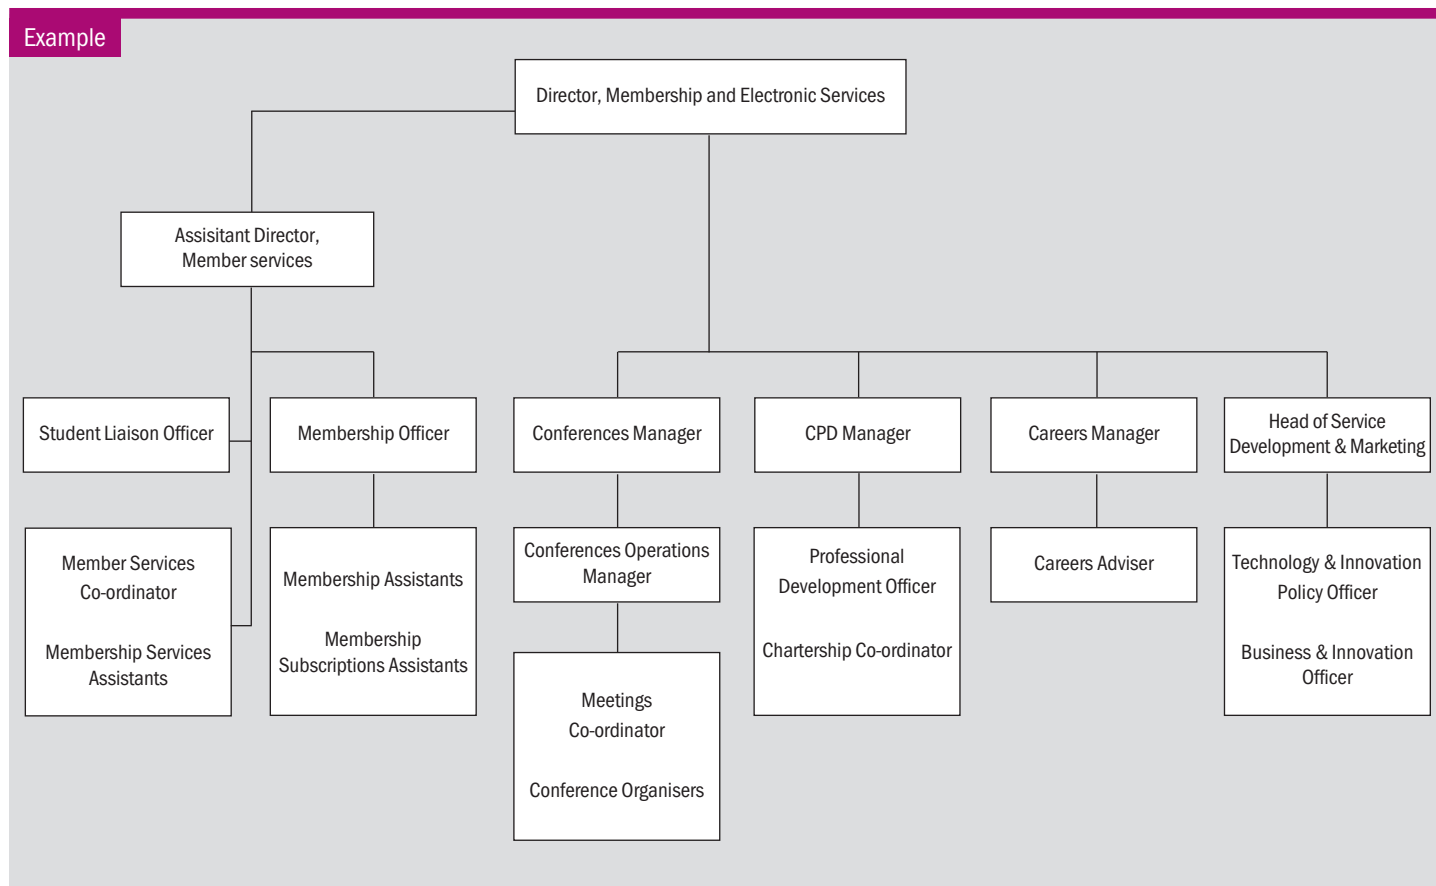 Example
Director, Membership and Electronic Services
Assisitant Director,
Member services
Student Liaison Officer
Membership Officer
Conferences Manager
CPD Manager
Careers Manager
Head of Service
Development & Marketing
Member Services
Co-ordinator
Membership Services
Assistants
Membership Assistants
Membership
Subscriptions Assistants
Conferences Operations
Manager
Professional
Development Officer
Chartership Co-ordinator
Careers Adviser
Technology & Innovation
Policy Officer
Business & Innovation
Officer
Meetings
Co-ordinator
Conference Organisers